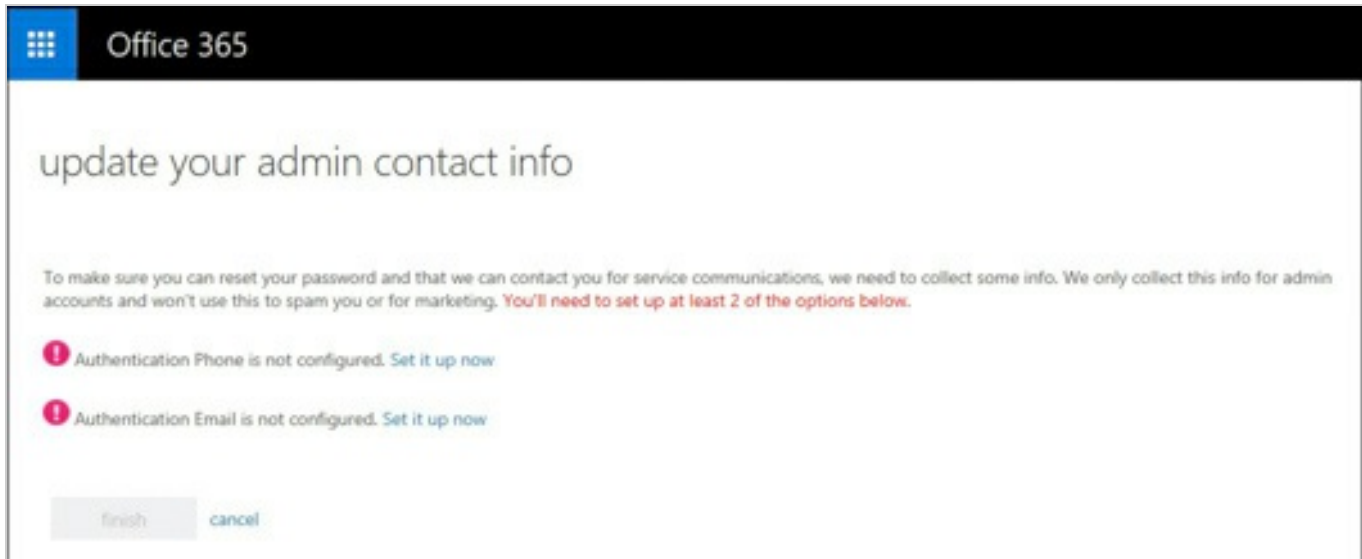 Office 365
update your admin contact info
To make sure you can reset your password and that we can contact you for service communications, we need to collect some info. We only collect this info for admin
accounts and won't use this to spam you or for marketing. You'll need to set up at least 2 of the options below.
! Authentication Phone is not configured. Set it up now
! Authentication Email is not configured. Set it up now
finish cancel